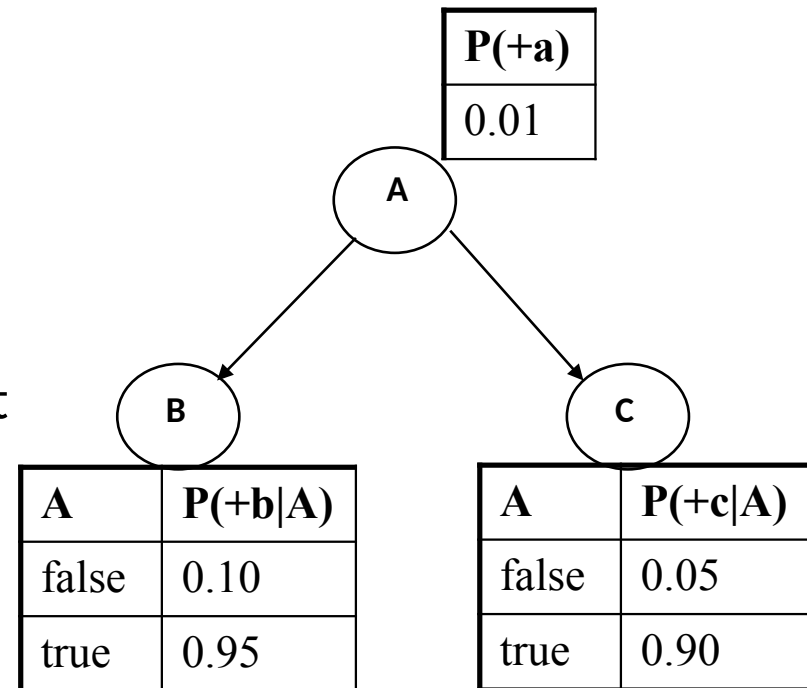 P(+a)
0.01
A
B
C
t
A P(+b|A)
false 0.10
true 0.95
A P(+c|A)
false 0.05
true 0.90